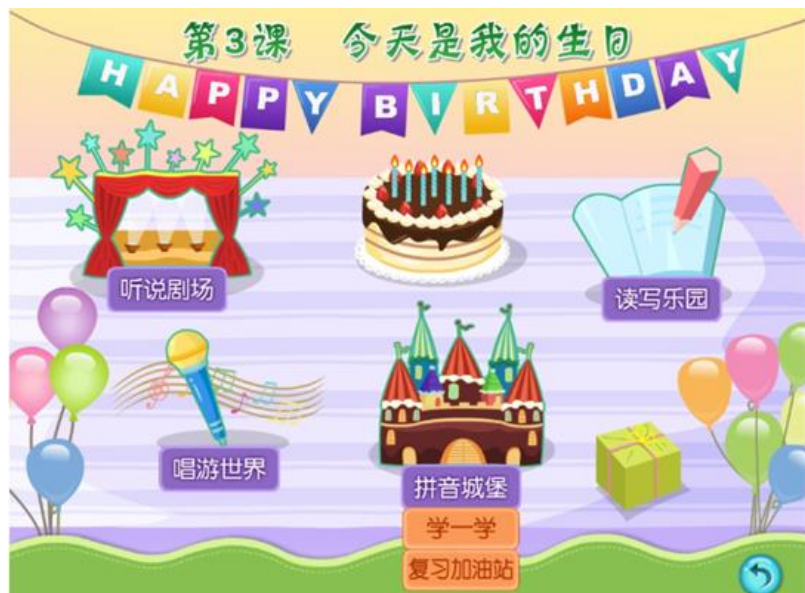 第3课 今天是我的生日
HAPPY BIRTHDAY
听说剧场
读写乐园
唱游世界
拼音城堡
学一学
复习加油站